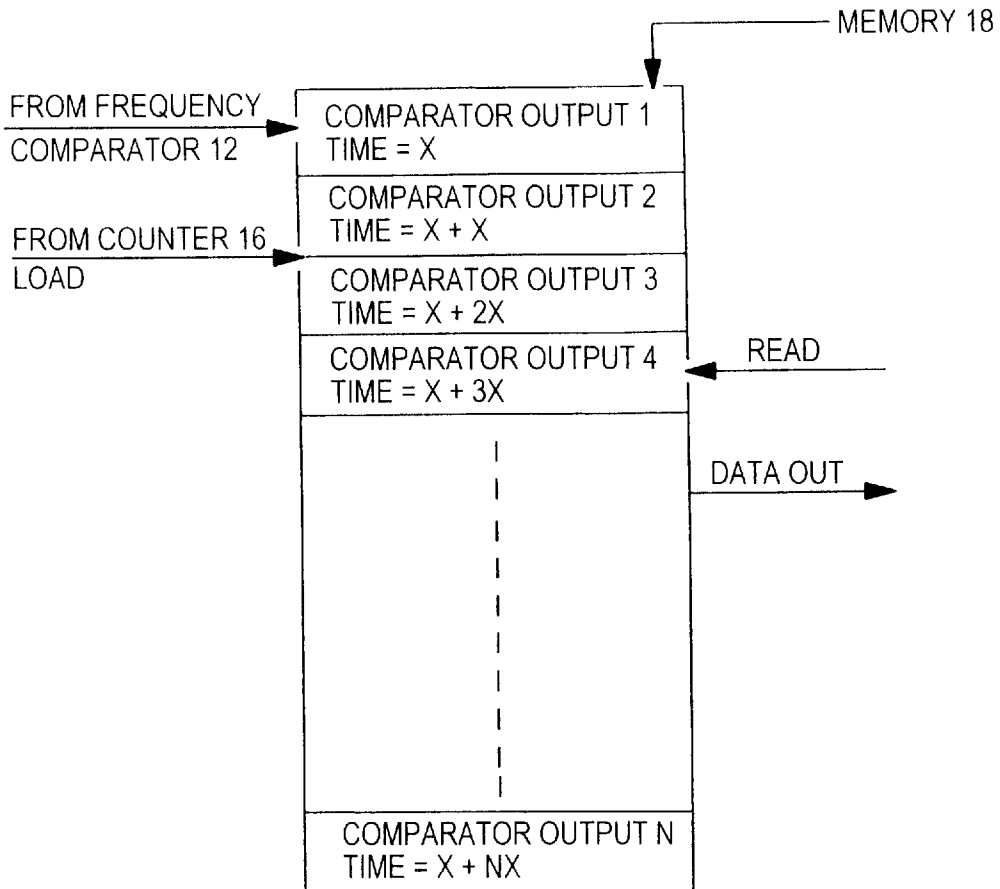 MEMORY 18
FROM FREQUENCY
COMPARATOR 12
COMPARATOR OUTPUT 1
TIME = X
COMPARATOR OUTPUT 2
TIME = X + X
FROM COUNTER 16
LOAD
COMPARATOR OUTPUT 3
TIME = X + 2X
COMPARATOR OUTPUT 4
TIME = X + 3X
READ
DATA OUT
COMPARATOR OUTPUT N
TIME = X + NX